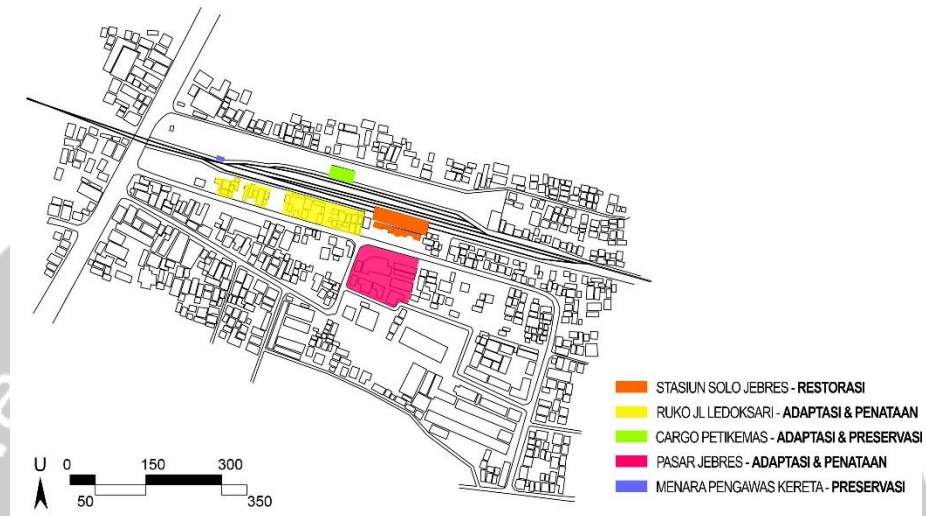 STASIUN SOLO JEBRES - RESTORASI
RUKO JL LEDOKSARI - ADAPTASI & PENATAAN
CARGO PETIKEMAS - ADAPTASI & PRESERVASI
PASAR JEBRES - ADAPTASI & PENATAAN
MENARA PENGAWAS KERETA - PRESERVASI
U 0 150 300
50 350